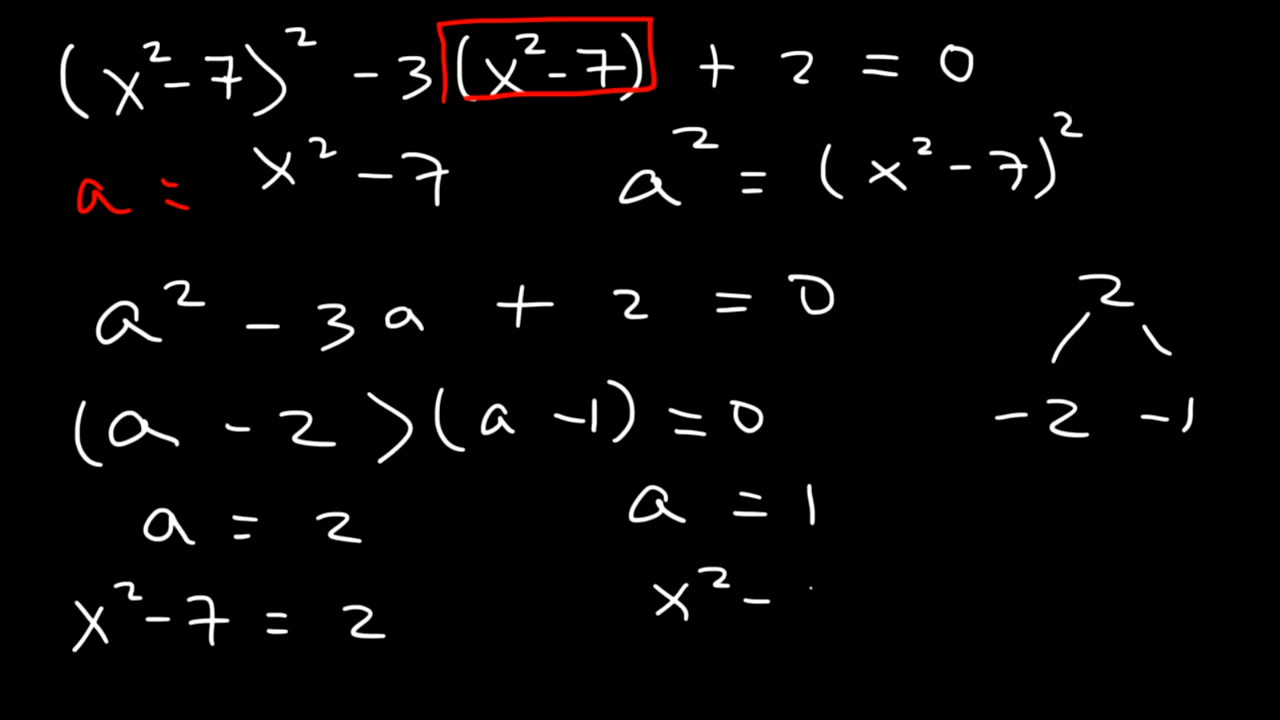 (x²-7)² - 3(x²-7) + 2 = 0
a = x² - 7 a² = (x² - 7)²
a² - 3a + 2 = 0 2
(a - 2)(a - 1) = 0 -2 -1
a = 2 a = 1
x² - 7 = 2 x² -